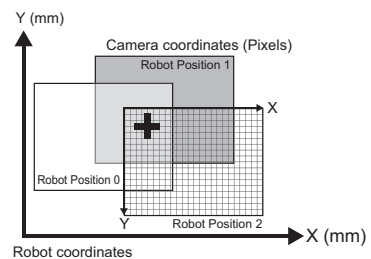 Y (mm)
Camera coordinates (Pixels)
Robot Position 1
X
Robot Position 0
Y
Robot Position 2
X (mm)
Robot coordinates